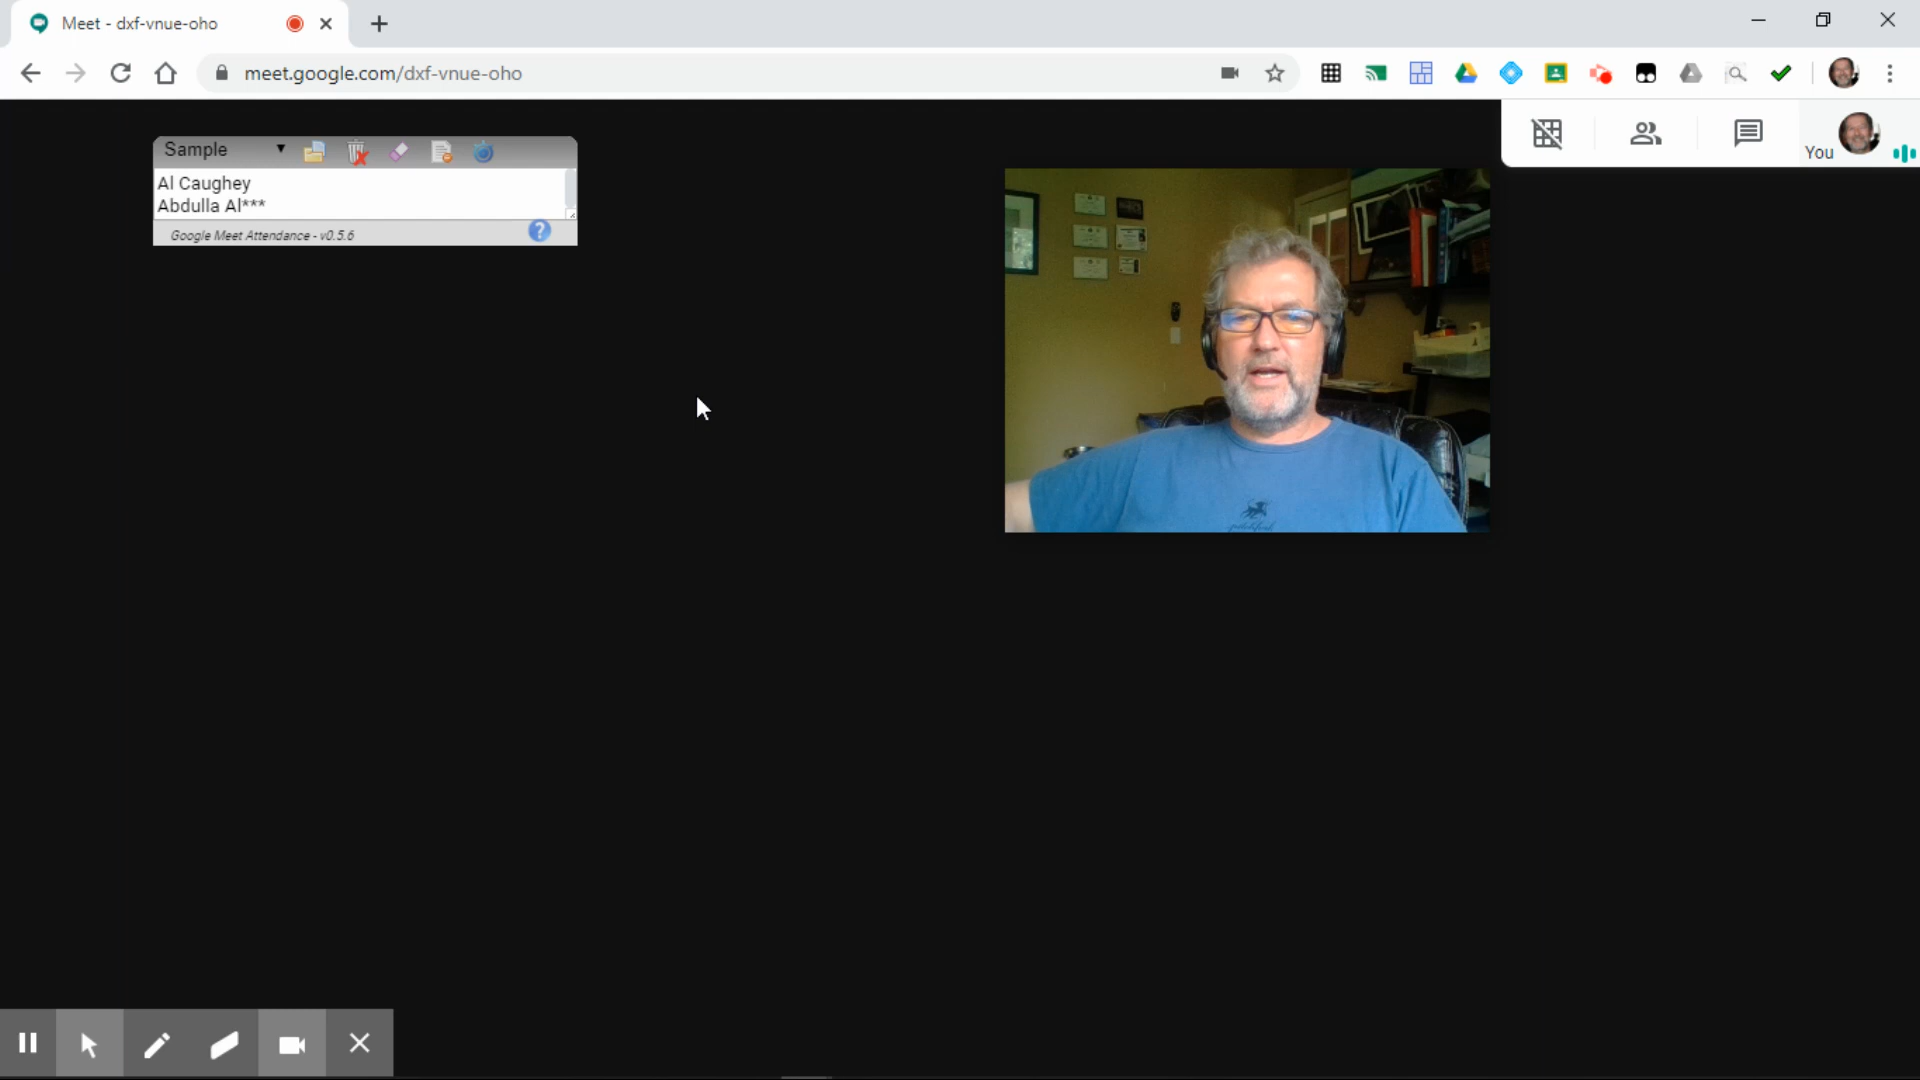 Meet - dxf-vnue-oho
meet.google.com/dxf-vnue-oho
You
Sample
Al Caughey
Abdulla Al***
Google Meet Attendance - v0.5.6
?